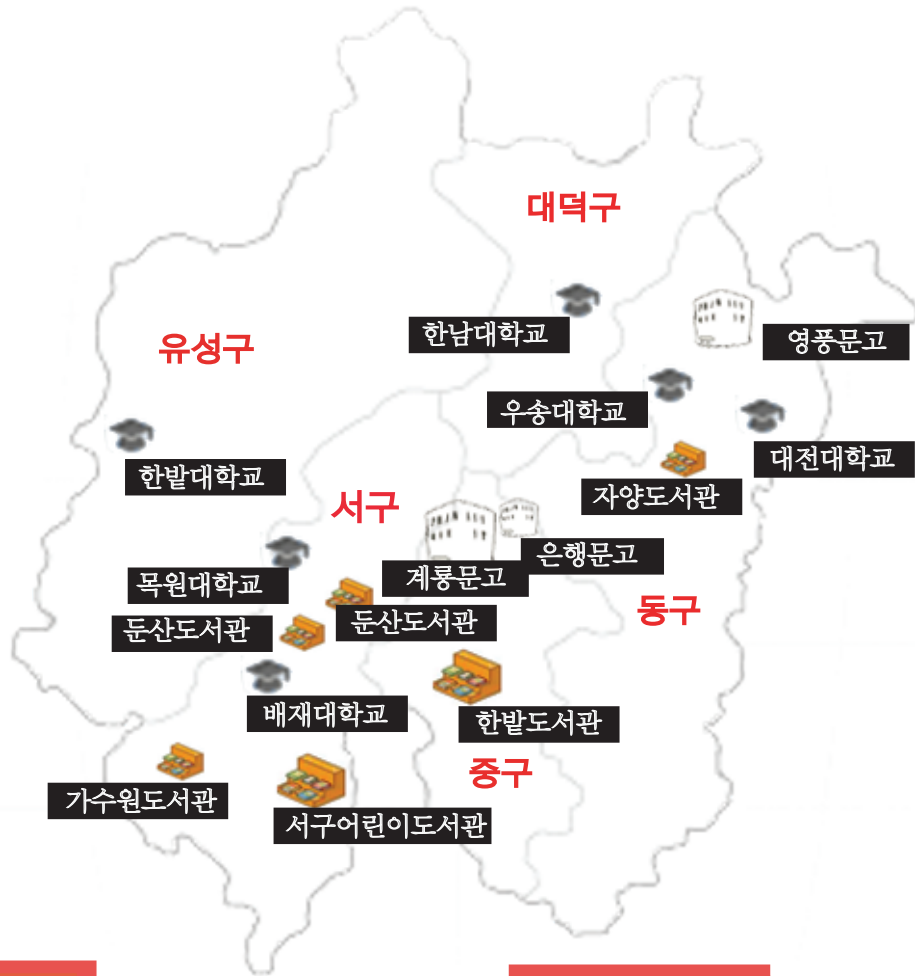 대덕구
한남대학교
영풍문고
유성구
우송대학교
대전대학교
한밭대학교
자양도서관
서구
은행문고
계룡문고
목원대학교
동구
둔산도서관
둔산도서관
배재대학교
한밭도서관
중구
가수원도서관
서구어린이도서관